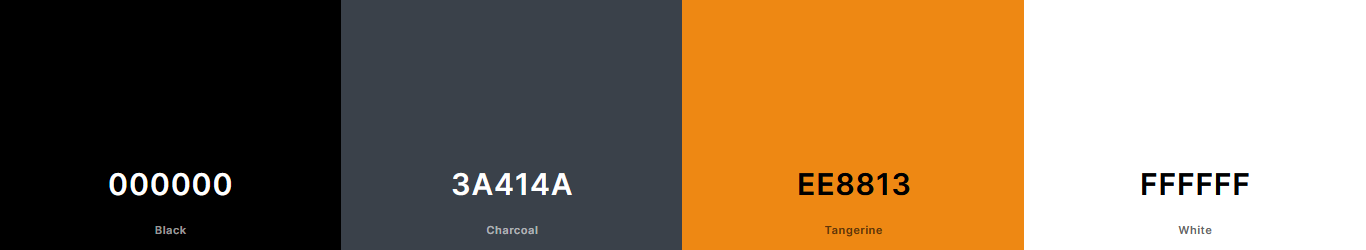 000000
Black
3A414A
Charcoal
EE8813
Tangerine
FFFFFF
White